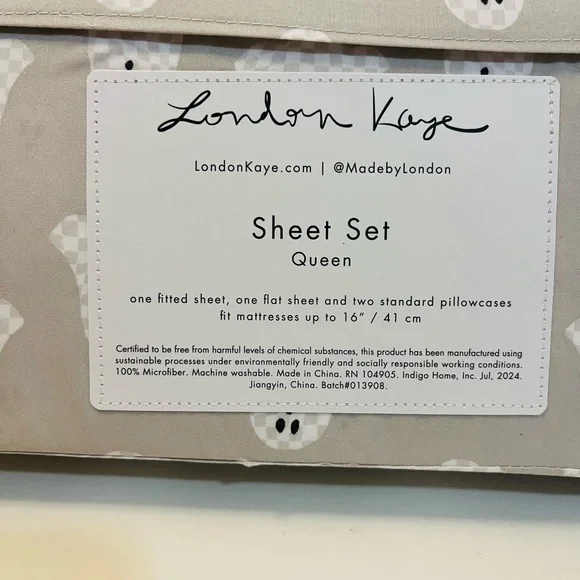 London Kaye
LondonKaye.com | @MadebyLondon
Sheet Set
Queen
one fitted sheet, one flat sheet and two standard pillowcases
fit mattresses up to 16” / 41 cm
Certified to be free from harmful levels of chemical substances, this product has been manufactured using
sustainable processes under environmentally friendly and socially responsible working conditions.
100% Microfiber. Machine washable. Made in China. RN 104905. Indigo Home, Inc. Jul, 2024.
Jiangyin, China. Batch#013908.